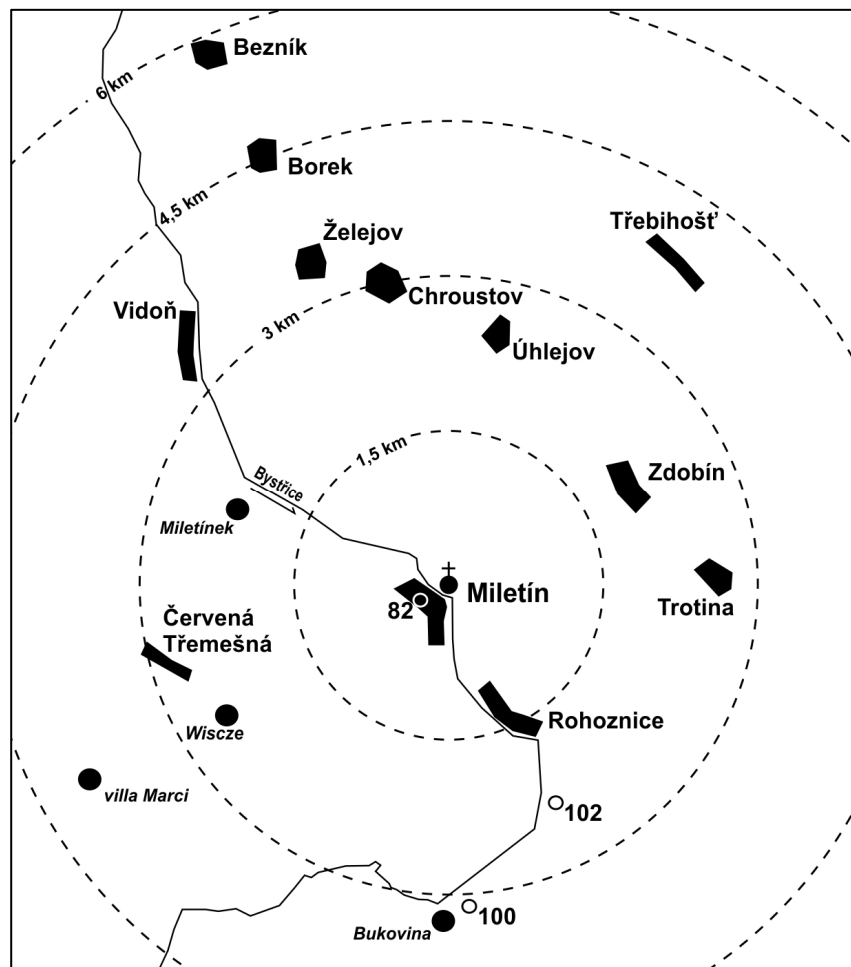 Bezník
6 km
Borek
4,5 km
Třebihošť
Želejov
Chroustov
Vidoň
3 km
Úhlejov
1,5 km
Zdobín
Bystřice
Miletínek
Trotina
Miletín
82
Červená
Třemešná
Rohoznice
Wiscze
villa Marci
102
100
Bukovina